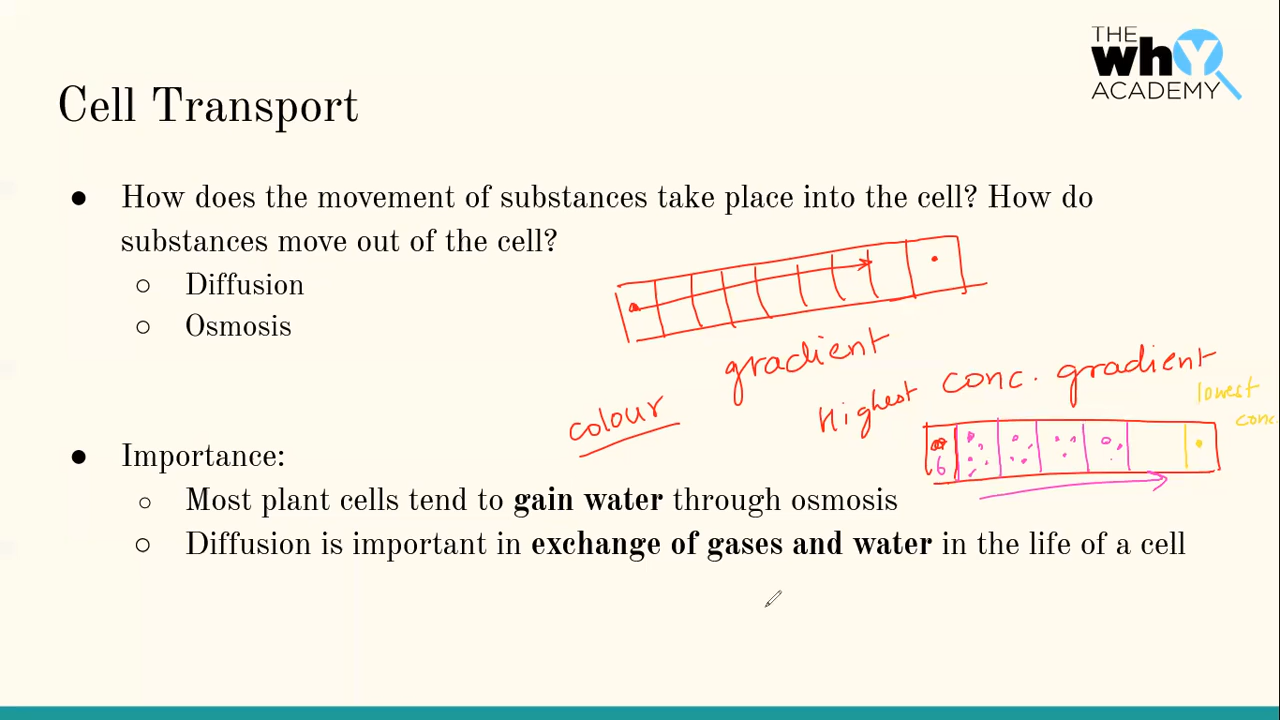 THE
whY
ACADEMY
Cell Transport
● How does the movement of substances take place into the cell? How do
substances move out of the cell?
○ Diffusion
○ Osmosis
gradient
colour
Highest conc. gradient
lowest
conc
6
● Importance:
○ Most plant cells tend to gain water through osmosis
○ Diffusion is important in exchange of gases and water in the life of a cell